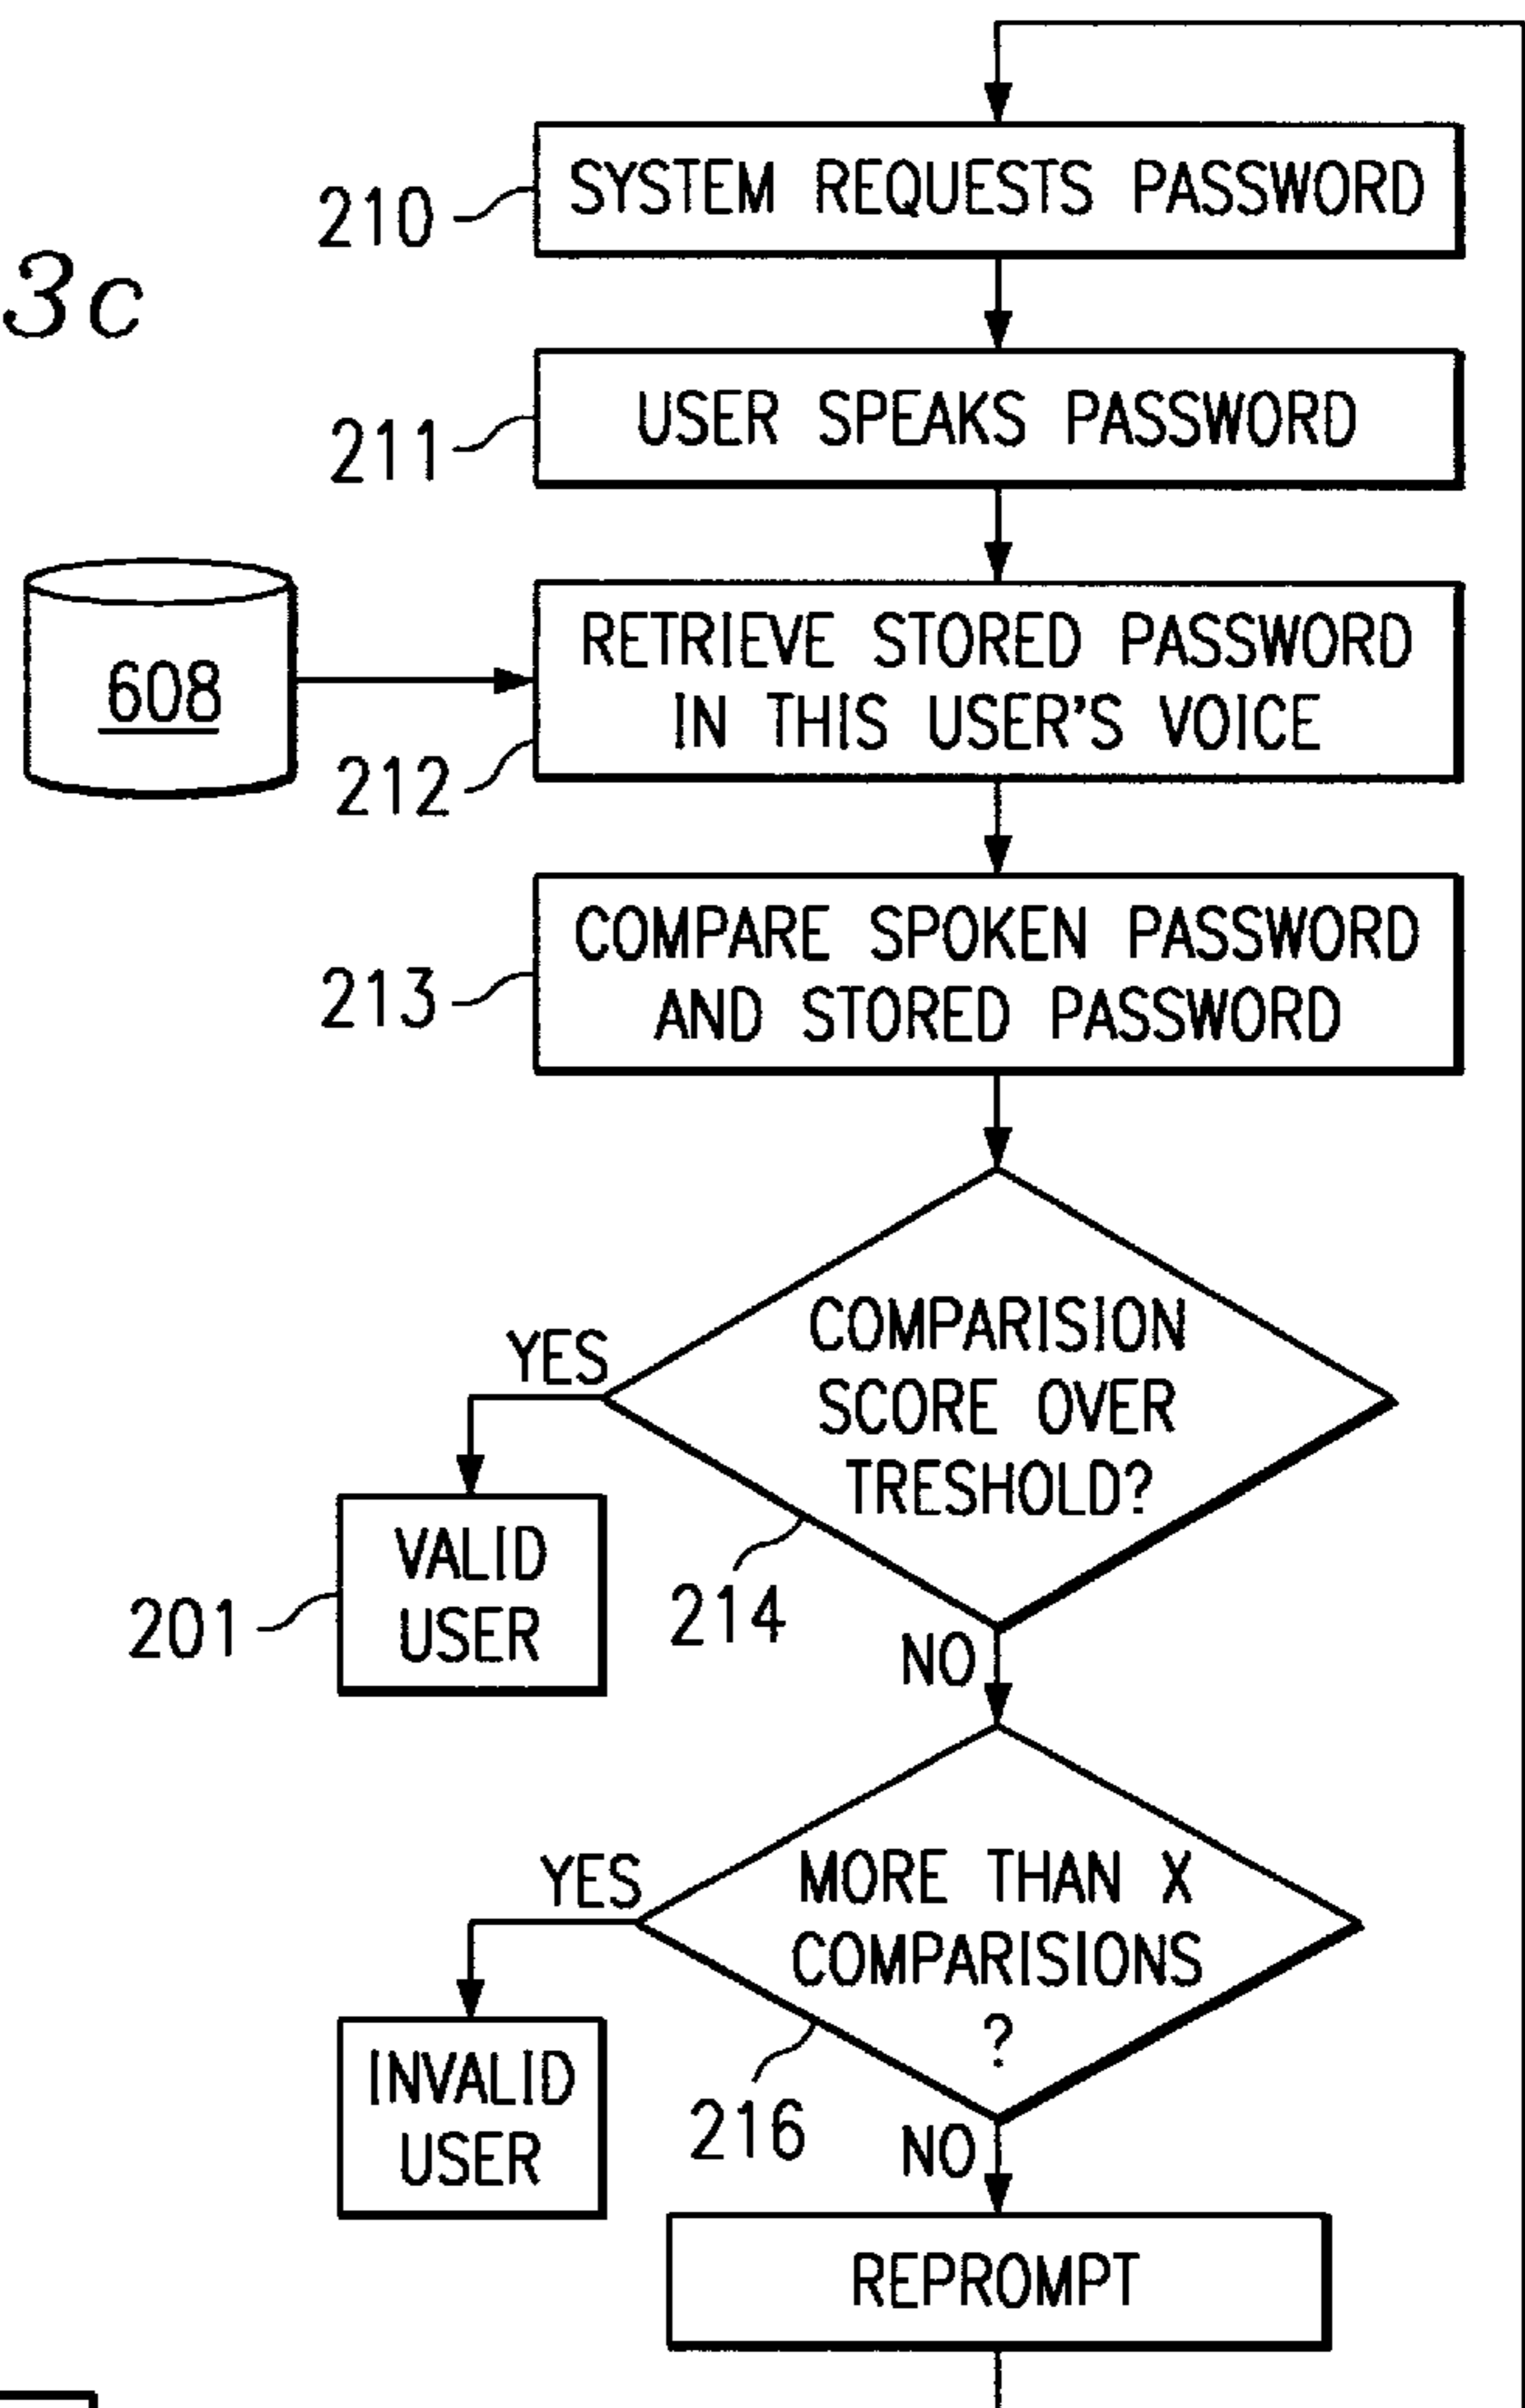 3c
210
SYSTEM REQUESTS PASSWORD
211
USER SPEAKS PASSWORD
608
RETRIEVE STORED PASSWORD
IN THIS USER'S VOICE
212
COMPARE SPOKEN PASSWORD
AND STORED PASSWORD
213
COMPARISION
SCORE OVER
TRESHOLD?
YES
214
VALID
USER
201
NO
MORE THAN X
COMPARISIONS
?
YES
216
INVALID
USER
NO
REPROMPT